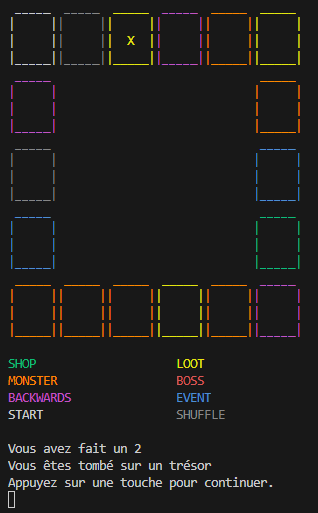 X
SHOP LOOT
MONSTER BOSS
BACKWARDS EVENT
START SHUFFLE
Vous avez fait un 2
Vous êtes tombé sur un trésor
Appuyez sur une touche pour continuer.